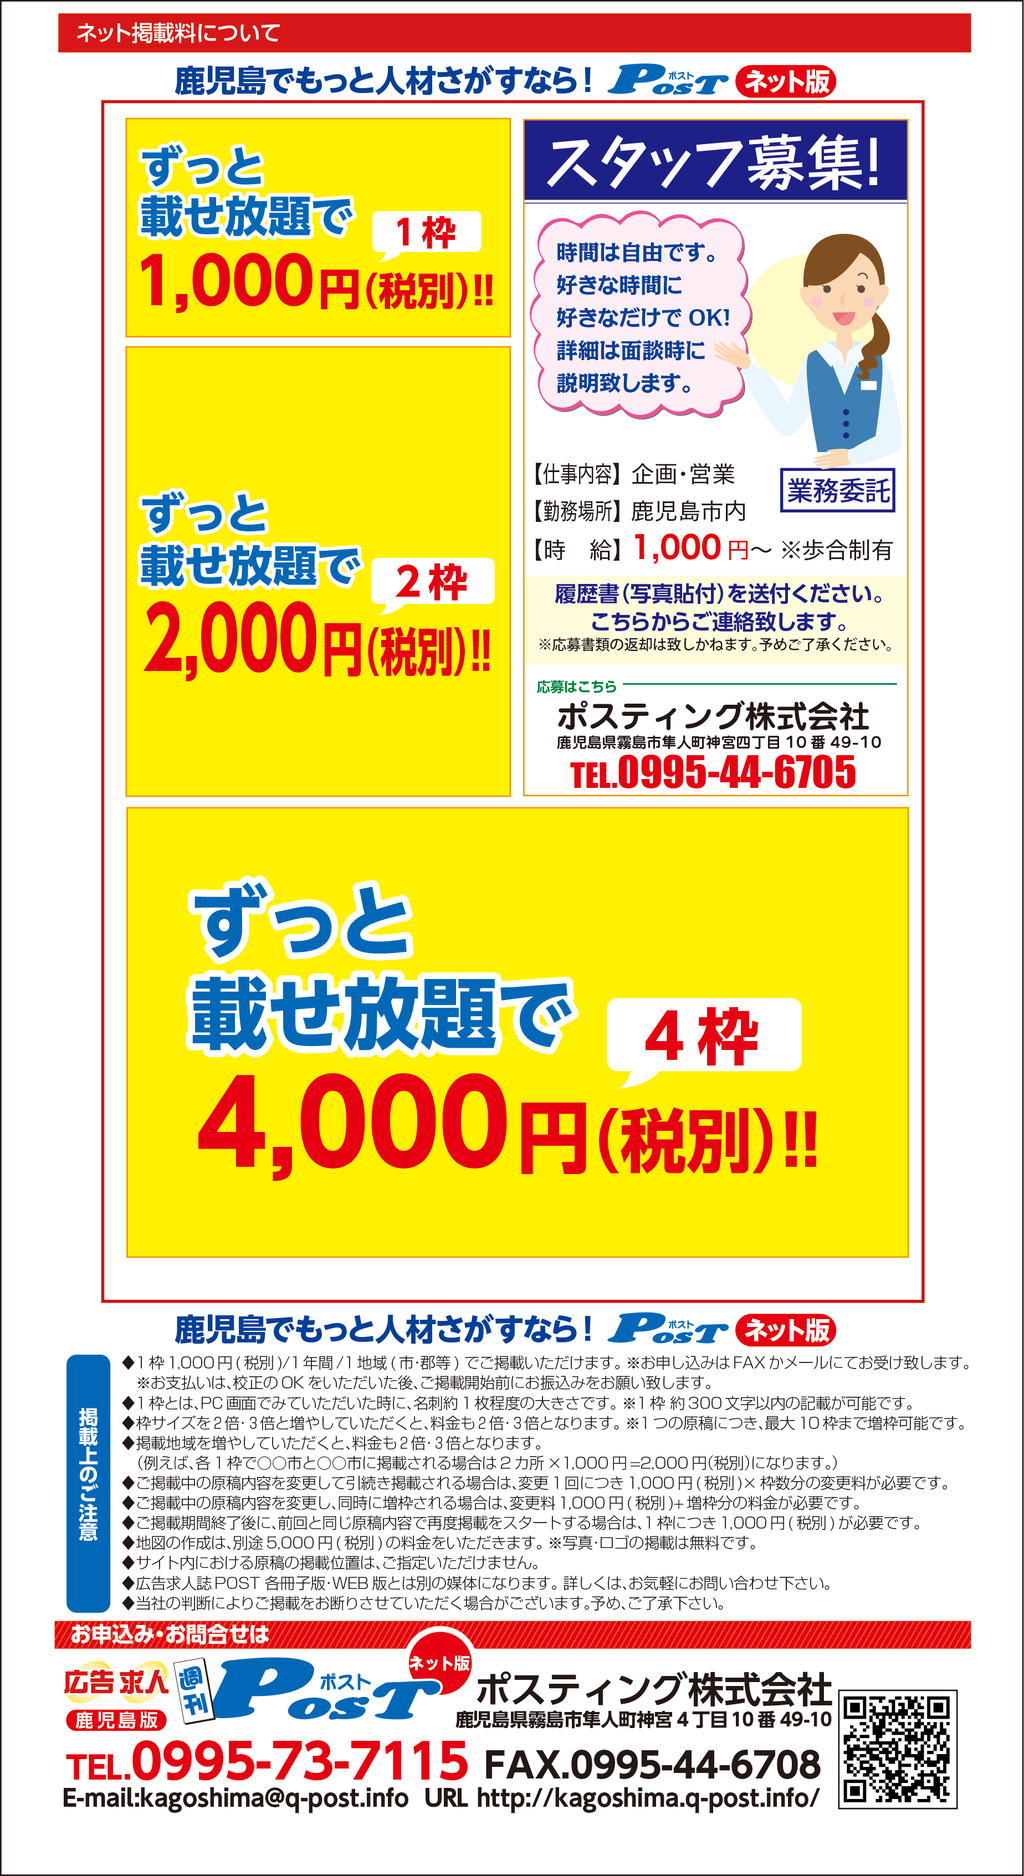 ネット掲載料について
鹿児島でもっと人材さがすなら！ POST ポスト ネット版
ずっと
載せ放題で
1枠
1,000円（税別）!!
ずっと
載せ放題で
2枠
2,000円（税別）!!
スタッフ募集!
時間は自由です。
好きな時間に
好きなだけで OK!
詳細は面談時に
説明致します。
【仕事内容】 企画・営業
業務委託
【勤務場所】 鹿児島市内
【時　給】 1,000円～ ※歩合制有
履歴書（写真貼付）を送付ください。
こちらからご連絡致します。
※応募書類の返却は致しかねます。予めご了承ください。
応募はこちら
ポスティング株式会社
鹿児島県霧島市隼人町神宮四丁目10番49-10
TEL.0995-44-6705
ずっと
載せ放題で
4枠
4,000円（税別）!!
鹿児島でもっと人材さがすなら！ POST ポスト ネット版
掲載上のご注意
◆1枠1,000円(税別)/1年間/1地域(市・郡等)でご掲載いただけます。※お申し込みはFAXかメールにてお受け致します。
※お支払いは、校正のOKをいただいた後、ご掲載開始前にお振込みをお願い致します。
◆1枠とは、PC画面でみていただいた時に、名刺約1枚程度の大きさです。※1枠 約300文字以内の記載が可能です。
◆枠サイズを2倍・3倍と増やしていただくと、料金も2倍・3倍となります。※1つの原稿につき、最大10枠まで増枠可能です。
◆掲載地域を増やしていただくと、料金も2倍・3倍となります。
（例えば、各1枠で○○市と○○市に掲載される場合は2カ所×1,000円=2,000円（税別）になります。）
◆ご掲載中の原稿内容を変更して引続き掲載される場合は、変更1回につき1,000円(税別)×枠数分の変更料が必要です。
◆ご掲載中の原稿内容を変更し、同時に増枠される場合は、変更料1,000円(税別)+増枠分の料金が必要です。
◆ご掲載期間終了後に、前回と同じ原稿内容で再度掲載をスタートする場合は、1枠につき1,000円(税別)が必要です。
◆地図の作成は、別途5,000円(税別)の料金をいただきます。※写真・ロゴの掲載は無料です。
◆サイト内における原稿の掲載位置は、ご指定いただけません。
◆広告求人誌POST各冊子版・WEB版とは別の媒体になります。詳しくは、お気軽にお問い合わせ下さい。
◆当社の判断によりご掲載をお断りさせていただく場合がございます。予め、ご了承下さい。
お申込み・お問合せは
広告求人 週刊 POST ポスト ネット版
鹿児島版
ポスティング株式会社
鹿児島県霧島市隼人町神宮4丁目10番49-10
TEL.0995-73-7115 FAX.0995-44-6708
E-mail:kagoshima@q-post.info URL http://kagoshima.q-post.info/